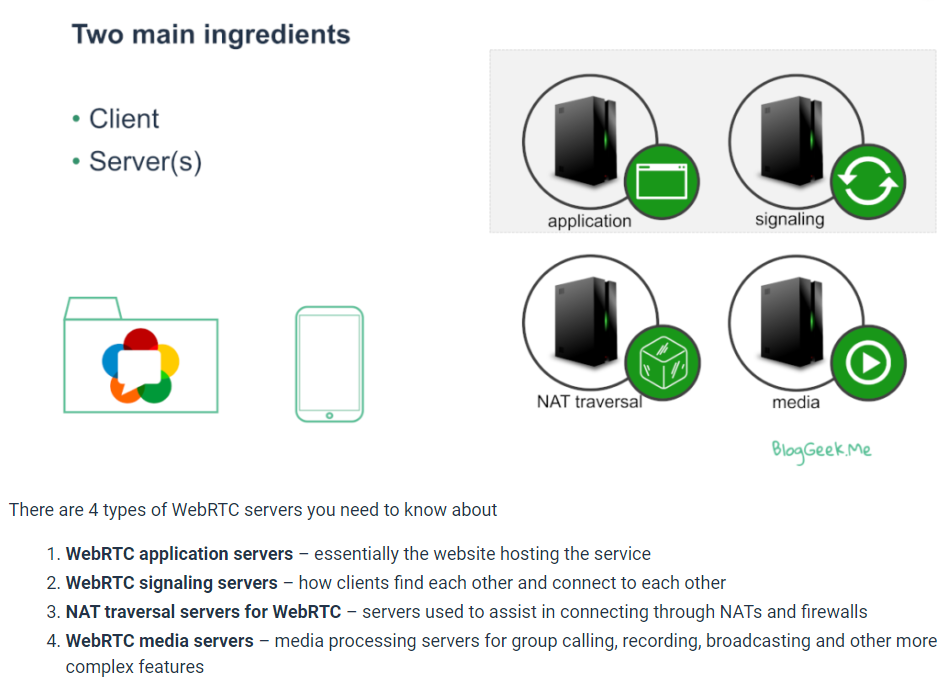 Two main ingredients
• Client
• Server(s)
application
signaling
NAT traversal
media
BlogGeek.Me
There are 4 types of WebRTC servers you need to know about
1. WebRTC application servers – essentially the website hosting the service
2. WebRTC signaling servers – how clients find each other and connect to each other
3. NAT traversal servers for WebRTC – servers used to assist in connecting through NATs and firewalls
4. WebRTC media servers – media processing servers for group calling, recording, broadcasting and other more
complex features